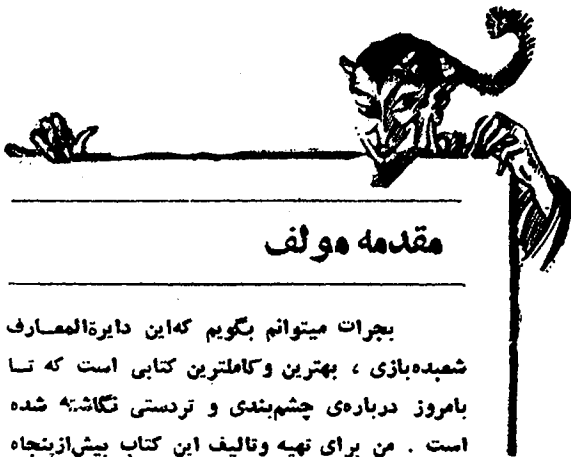 مقدمه مولف
بجرات میتوانم بگویم که‌این دایرةالمعارف
شعبده‌بازی ، بهترین وکاملترین کتابی است که تا
بامروز درباره‌ی چشم‌بندی و تردستی نگاشته شده
است . من برای تهیه وتالیف این کتاب بیش‌ازپنجاه